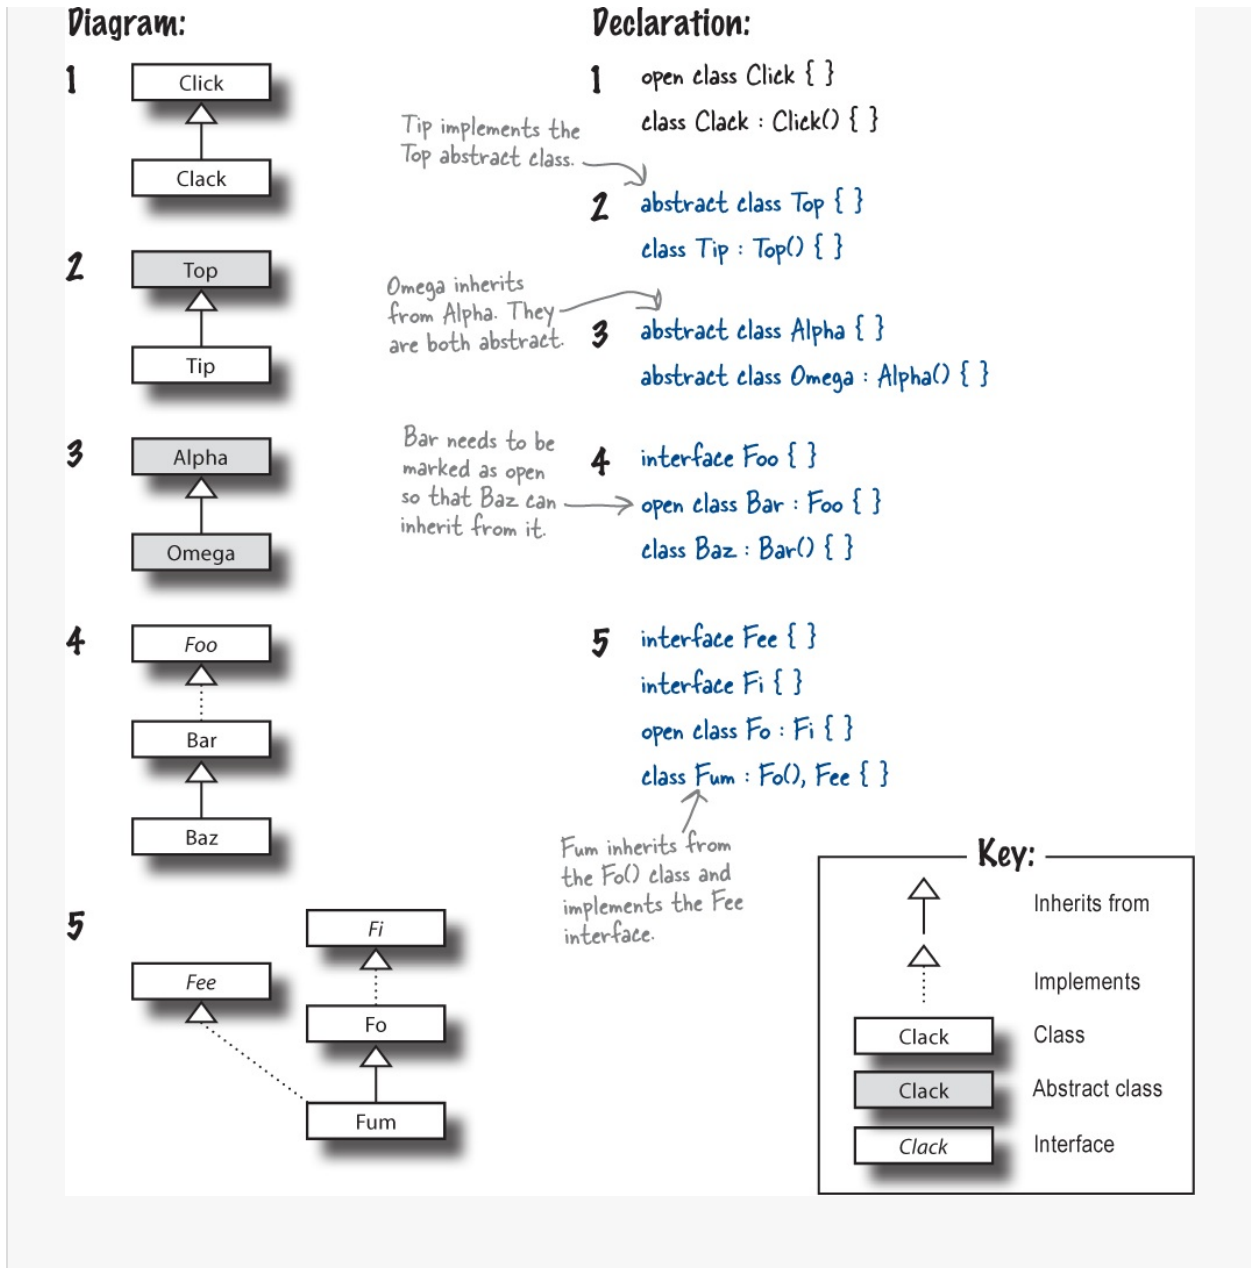 Diagram:
1
Click
Clack
2
Top
Tip
3
Alpha
Omega
4
Foo
Bar
Baz
5
Fi
Fee
Fo
Fum
Declaration:
1
open class Click { }
class Clack : Click() { }
Tip implements the
Top abstract class.
2
abstract class Top { }
class Tip : Top() { }
Omega inherits
from Alpha. They
are both abstract.
3
abstract class Alpha { }
abstract class Omega : Alpha() { }
Bar needs to be
marked as open
so that Baz can
inherit from it.
4
interface Foo { }
open class Bar : Foo { }
class Baz : Bar() { }
5
interface Fee { }
interface Fi { }
open class Fo : Fi { }
class Fum : Fo(), Fee { }
Fum inherits from
the Fo() class and
implements the Fee
interface.
Key:
Inherits from
Implements
Clack
Class
Clack
Abstract class
Clack
Interface